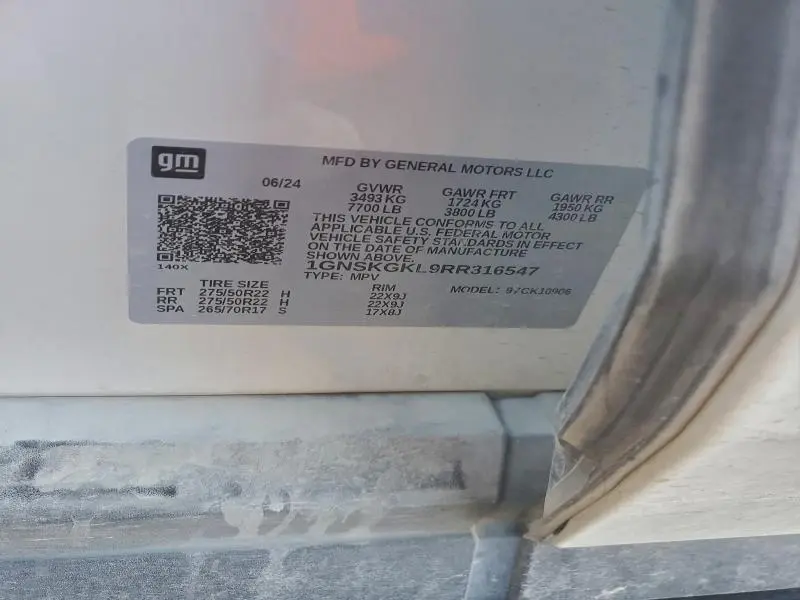 gm
MFD BY GENERAL MOTORS LLC
06/24
GVWR GAWR FRT GAWR RR
3493 KG 1724 KG 1950 KG
7700 LB 3800 LB 4300 LB
THIS VEHICLE CONFORMS TO ALL
APPLICABLE U.S. FEDERAL MOTOR
VEHICLE SAFETY STANDARDS IN EFFECT
ON THE DATE OF MANUFACTURE
SHOWN ABOVE.
140X
1GNSKGKL9RR316547
TYPE: MPV
MODEL: 97CK10906
TIRE SIZE RIM
FRT 275/50R22 H 22X9J
RR 275/50R22 H 22X9J
SPA 265/70R17 S 17X8J